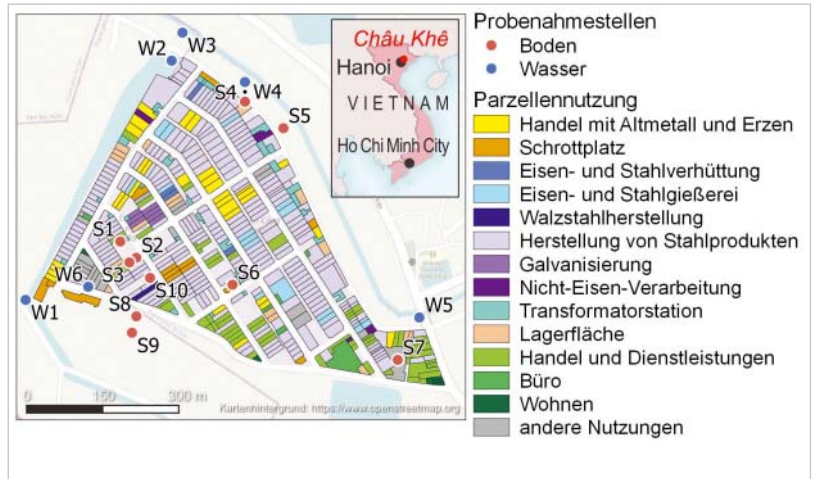 W3
W2
S4
W4
S5
S1
S2
S3
W6
S10
S6
W1
S8
S9
W5
S7
0 150 300 m
Kartenhintergrund: https://www.openstreetmap.org
Châu Khê
Hanoi
VIETNAM
Ho Chi Minh City
Probenahmestellen
Boden
Wasser
Parzellennutzung
Handel mit Altmetall und Erzen
Schrottplatz
Eisen- und Stahlverhüttung
Eisen- und Stahlgießerei
Walzstahlherstellung
Herstellung von Stahlprodukten
Galvanisierung
Nicht-Eisen-Verarbeitung
Transformatorstation
Lagerfläche
Handel und Dienstleistungen
Büro
Wohnen
andere Nutzungen